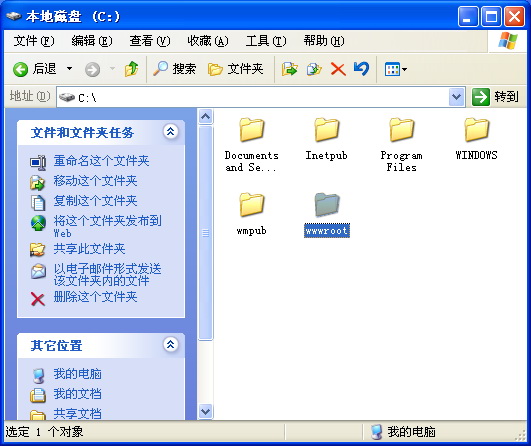 本地磁盘 (C:)
文件(F) 编辑(E) 查看(V) 收藏(A) 工具(T) 帮助(H)
后退 搜索 文件夹
地址(D) C:\ 转到
文件和文件夹任务
重命名这个文件夹
移动这个文件夹
复制这个文件夹
将这个文件夹发布到
Web
共享此文件夹
以电子邮件形式发送
该文件夹内的文件
删除这个文件夹
其它位置
我的电脑
我的文档
共享文档
Documents
and Se...
Inetpub
Program
Files
WINDOWS
wmpub
wwwroot
选定 1 个对象
我的电脑